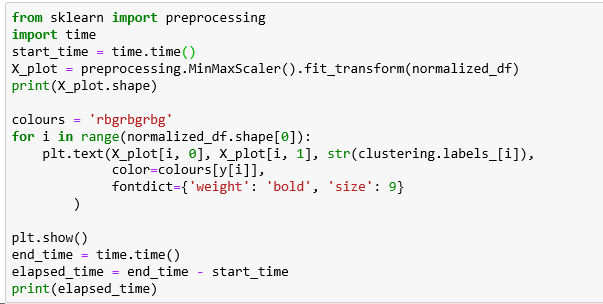 from sklearn import preprocessing
import time
start_time = time.time()
X_plot = preprocessing.MinMaxScaler().fit_transform(normalized_df)
print(X_plot.shape)

colours = 'rbgrbgrbg'
for i in range(normalized_df.shape[0]):
    plt.text(X_plot[i, 0], X_plot[i, 1], str(clustering.labels_[i]),
             color=colours[y[i]],
             fontdict={'weight': 'bold', 'size': 9}
        )

plt.show()
end_time = time.time()
elapsed_time = end_time - start_time
print(elapsed_time)